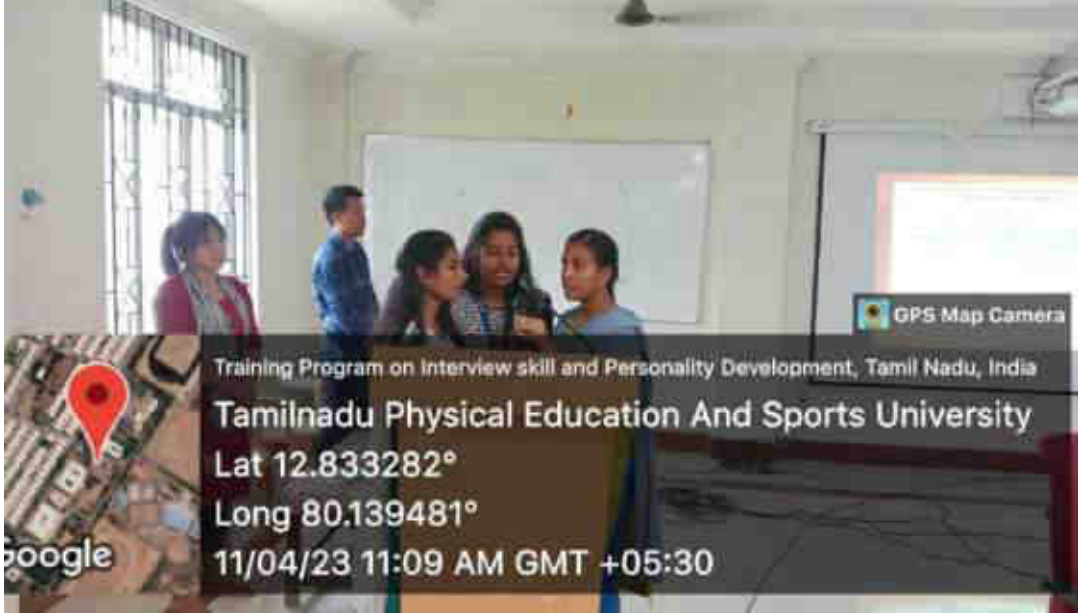 GPS Map Camera
Training Program on Interview skill and Personality Development, Tamil Nadu, India
Tamilnadu Physical Education And Sports University
Lat 12.833282°
Long 80.139481°
11/04/23 11:09 AM GMT +05:30
Google